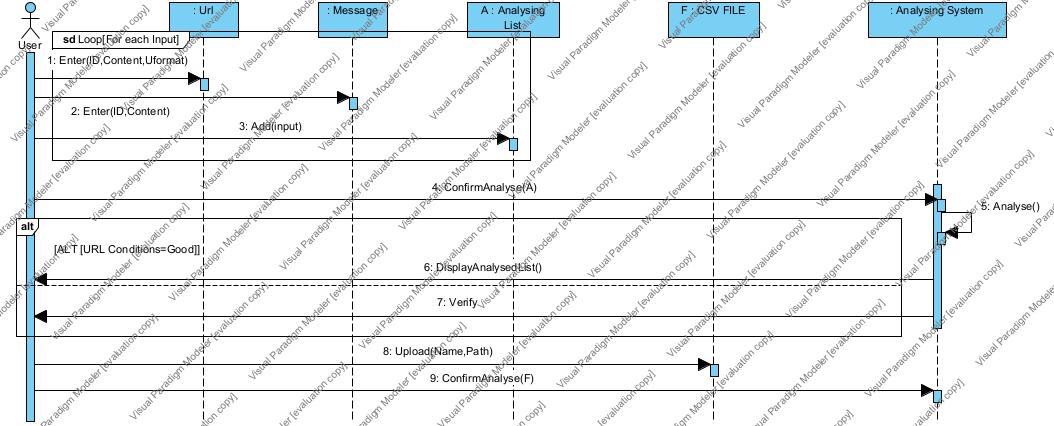 : Url
: Message
A : Analysing
List
F : CSV FILE
: Analysing System
User
sd Loop[For each Input]
1: Enter(ID,Content,Uformat)
2: Enter(ID,Content)
3: Add(input)
4: ConfirmAnalyse(A)
5: Analyse()
alt
[ALT [URL Conditions=Good]]
6: DisplayAnalysedList()
7: Verify
8: Upload(Name,Path)
9: ConfirmAnalyse(F)
Visual Paradigm Modeler [evaluation copy]